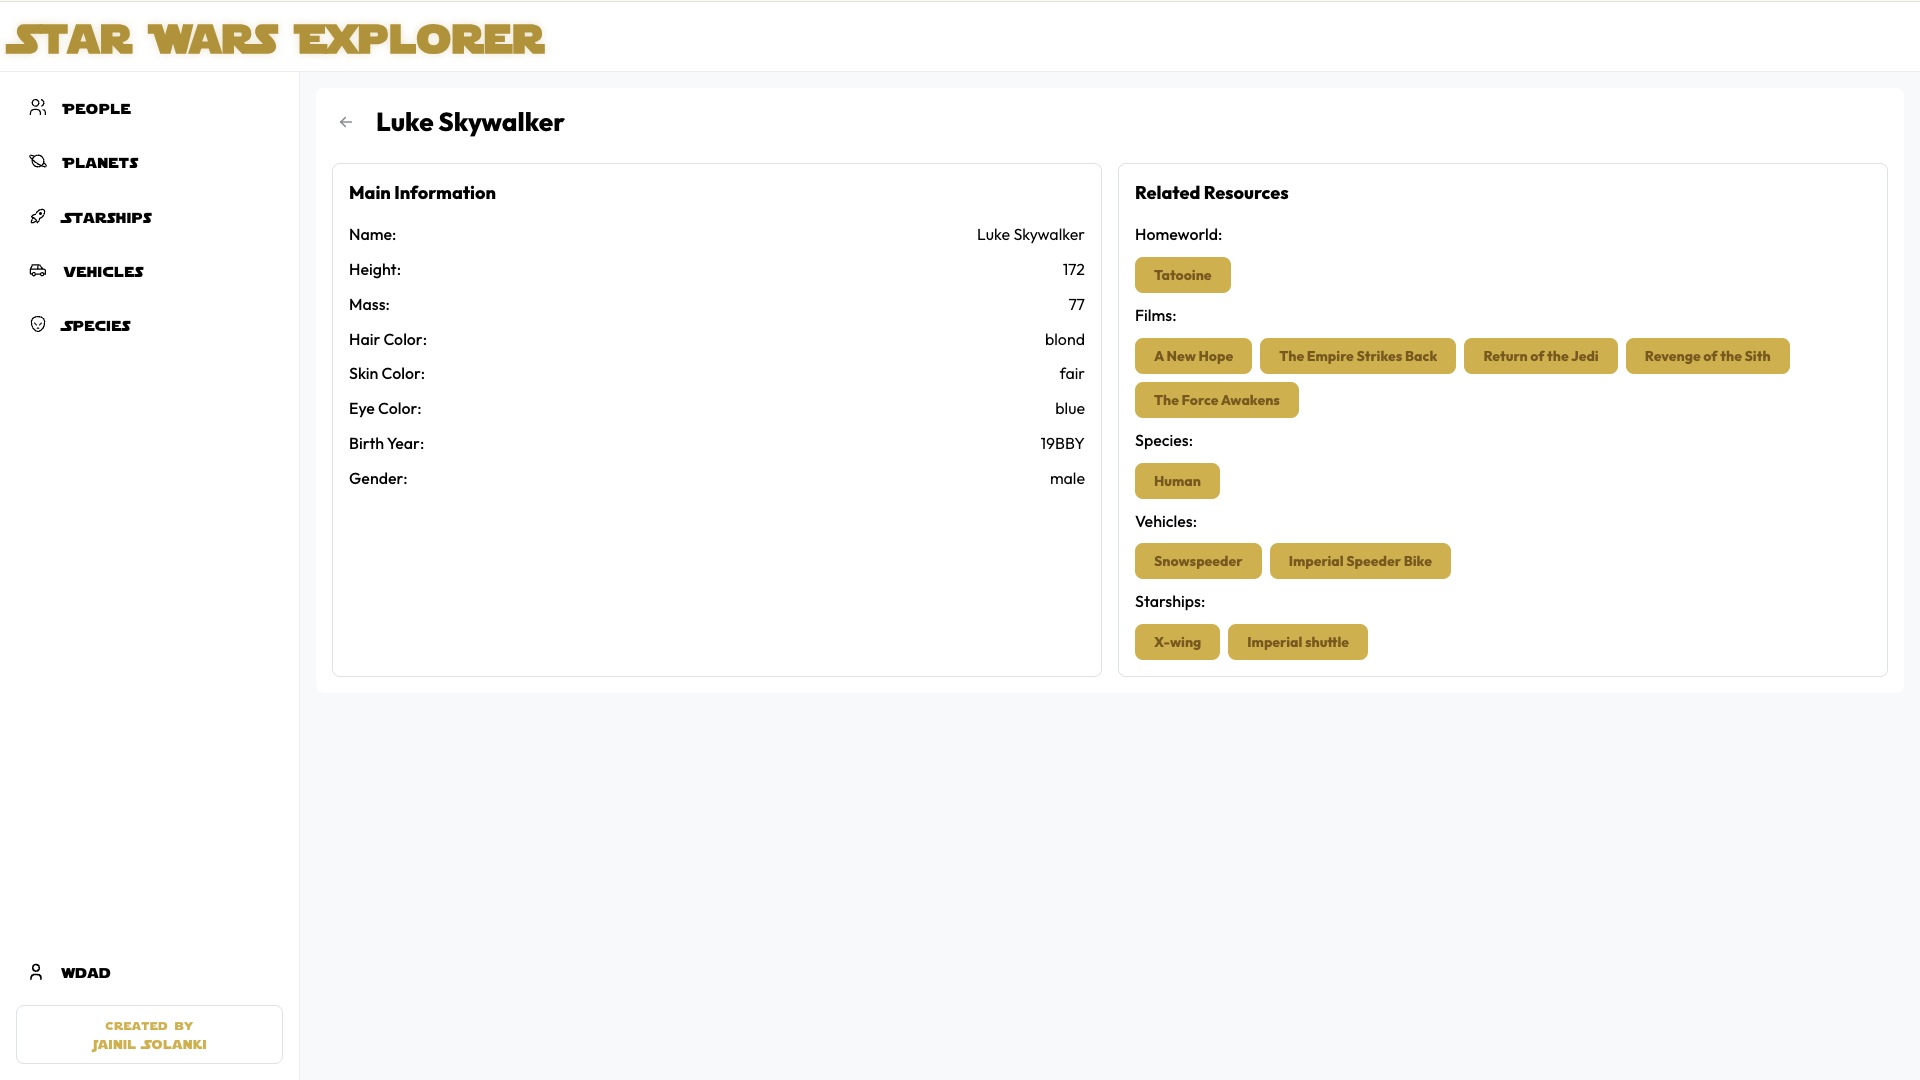 Star Wars Explorer
People
Planets
Starships
Vehicles
Species
WDAD
Created by
Jainil Solanki
Luke Skywalker
Main Information
Name: Luke Skywalker
Height: 172
Mass: 77
Hair Color: blond
Skin Color: fair
Eye Color: blue
Birth Year: 19BBY
Gender: male
Related Resources
Homeworld:
Tatooine
Films:
A New Hope The Empire Strikes Back Return of the Jedi Revenge of the Sith
The Force Awakens
Species:
Human
Vehicles:
Snowspeeder Imperial Speeder Bike
Starships:
X-wing Imperial shuttle